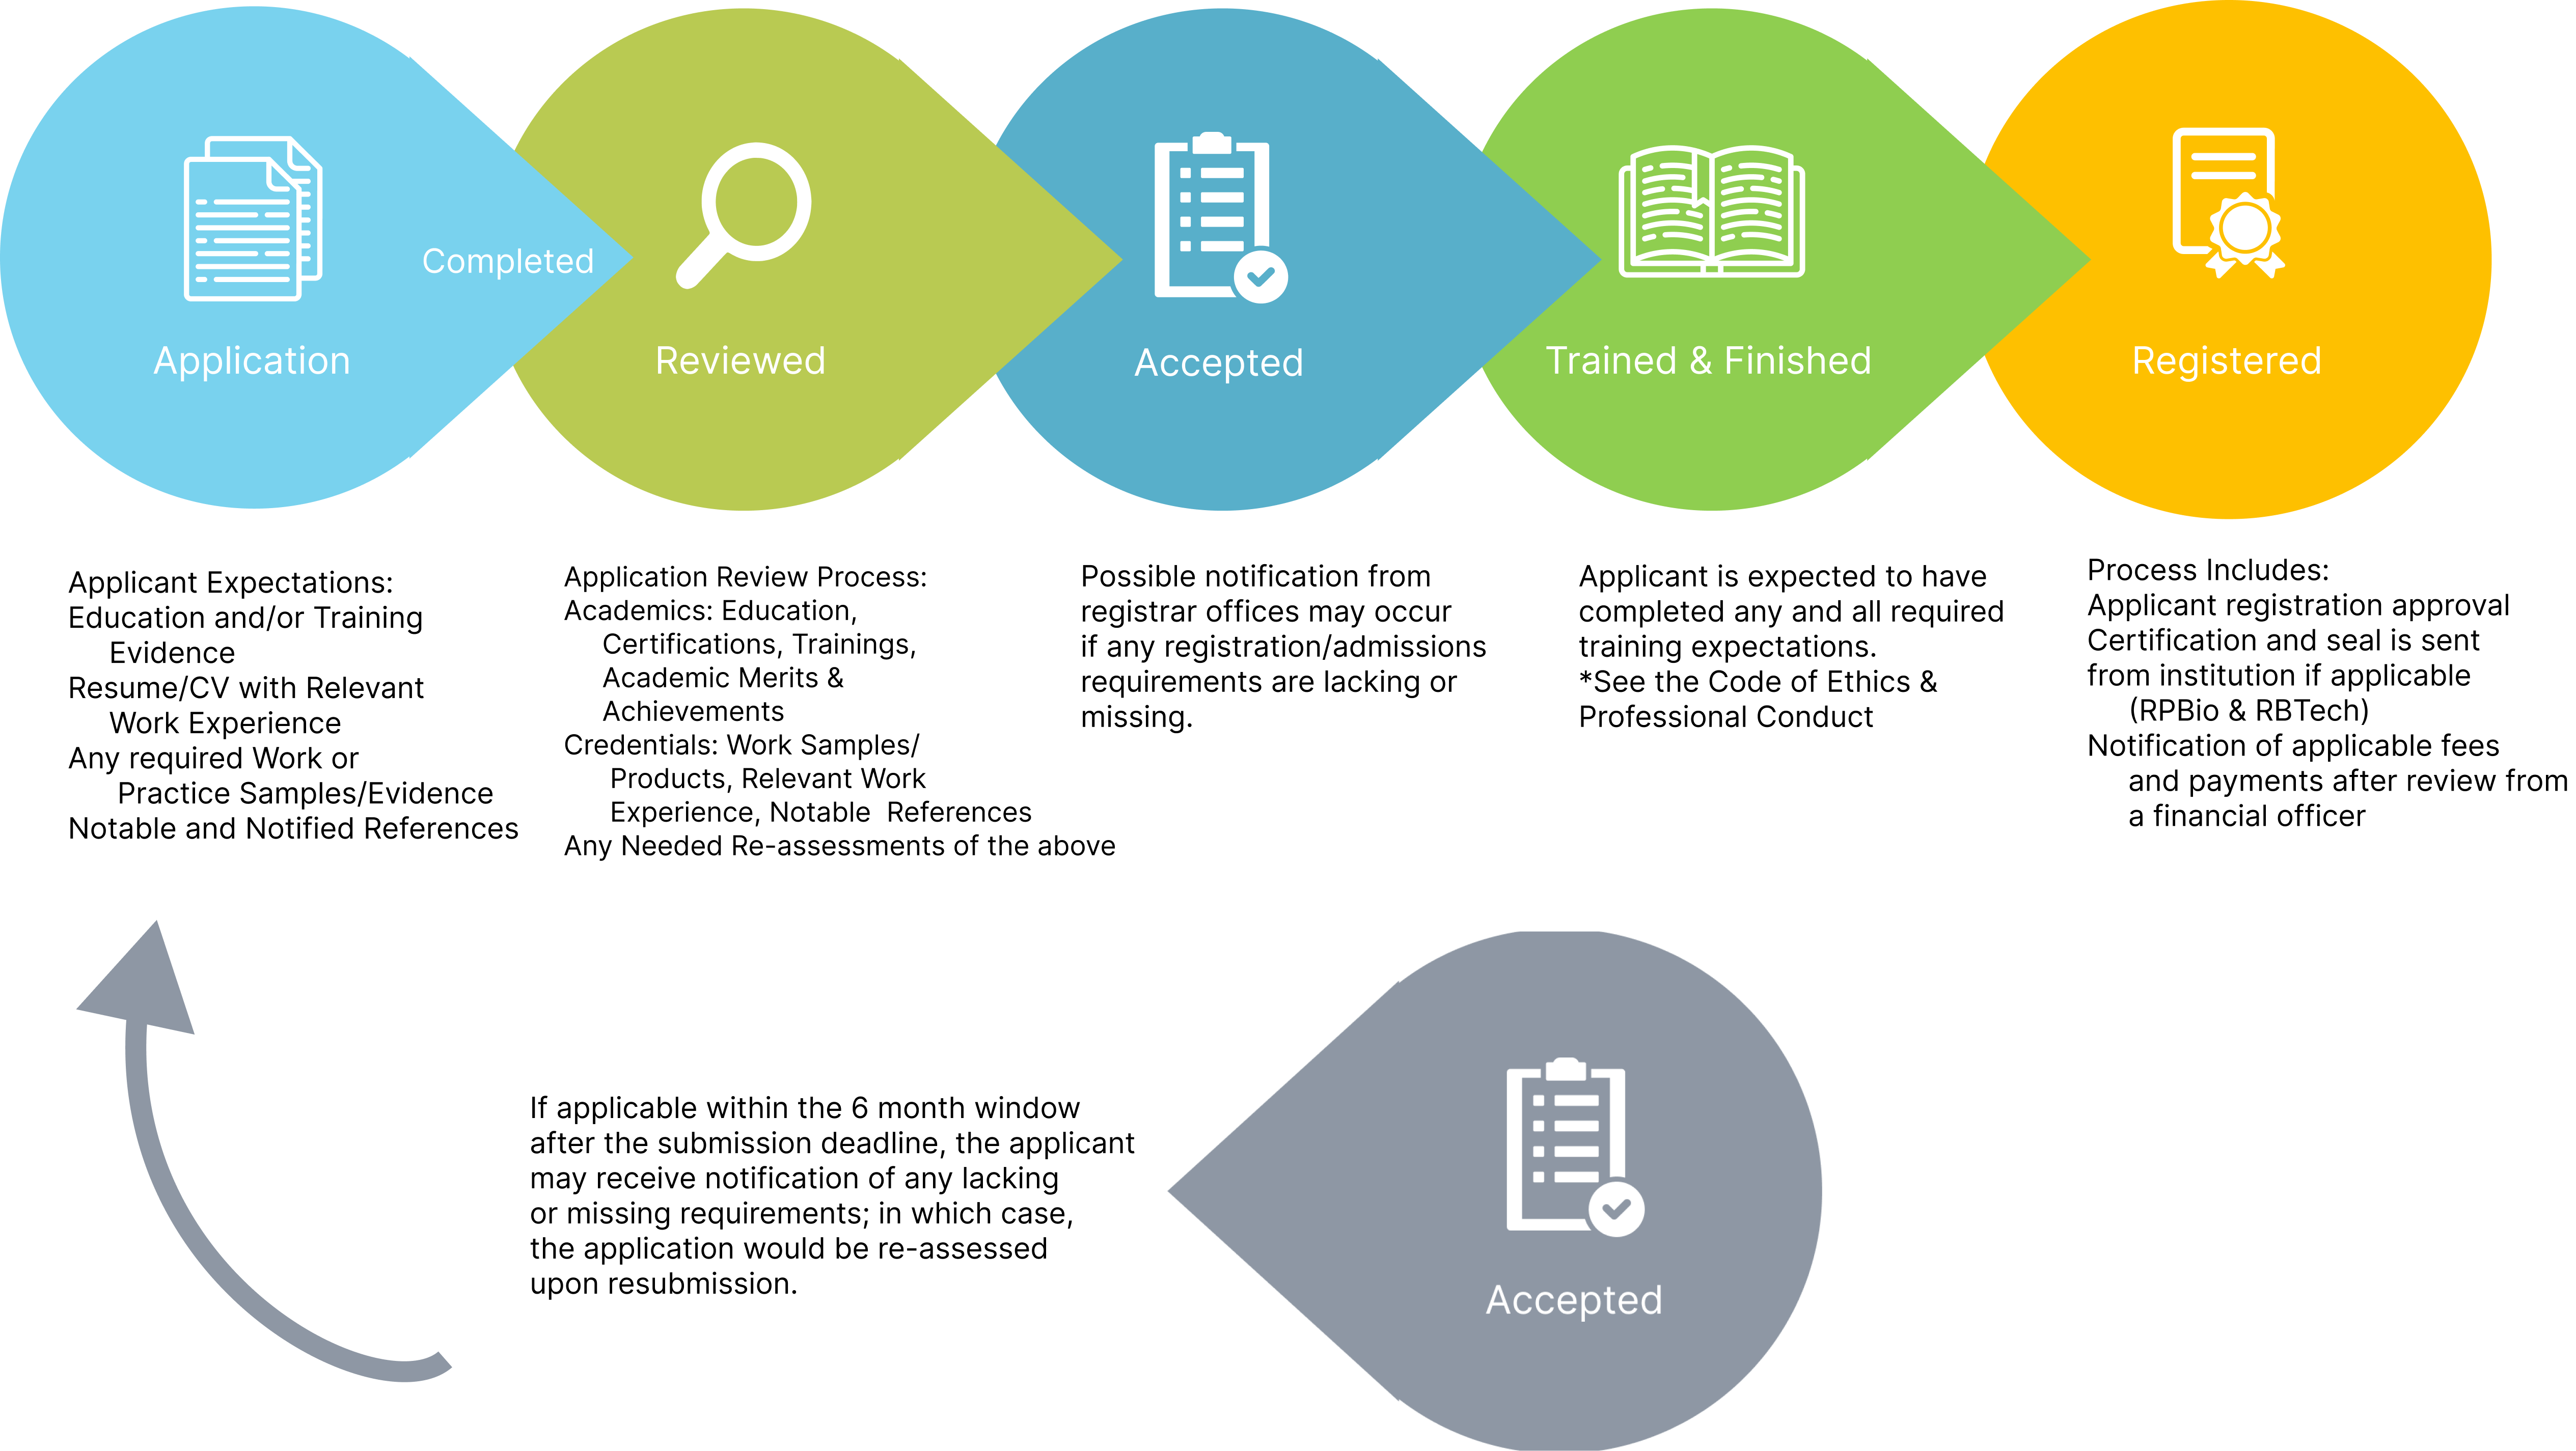 Application
Completed
Reviewed
Accepted
Trained & Finished
Registered
Applicant Expectations:
Education and/or Training
Evidence
Resume/CV with Relevant
Work Experience
Any required Work or
Practice Samples/Evidence
Notable and Notified References
Application Review Process:
Academics: Education,
Certifications, Trainings,
Academic Merits &
Achievements
Credentials: Work Samples/
Products, Relevant Work
Experience, Notable  References
Any Needed Re-assessments of the above
Possible notification from
registrar offices may occur
if any registration/admissions
requirements are lacking or
missing.
Applicant is expected to have
completed any and all required
training expectations.
*See the Code of Ethics &
Professional Conduct
Process Includes:
Applicant registration approval
Certification and seal is sent
from institution if applicable
(RPBio & RBTech)
Notification of applicable fees
and payments after review from
a financial officer
If applicable within the 6 month window
after the submission deadline, the applicant
may receive notification of any lacking
or missing requirements; in which case,
the application would be re-assessed
upon resubmission.
Accepted